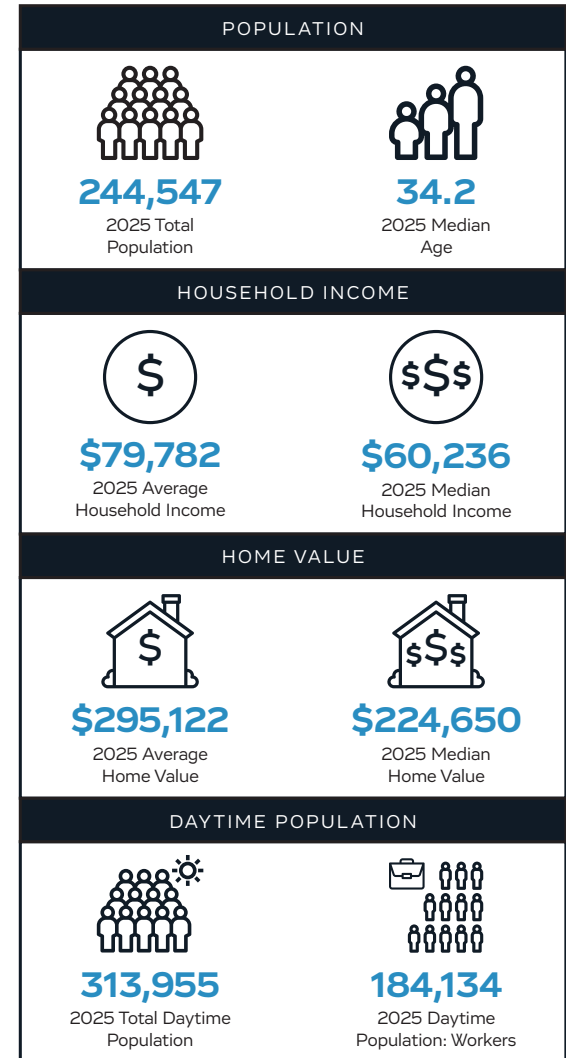 POPULATION
244,547
2025 Total
Population
34.2
2025 Median
Age
HOUSEHOLD INCOME
$
$79,782
2025 Average
Household Income
$$$
$60,236
2025 Median
Household Income
HOME VALUE
$
$295,122
2025 Average
Home Value
$$$
$224,650
2025 Median
Home Value
DAYTIME POPULATION
313,955
2025 Total Daytime
Population
184,134
2025 Daytime
Population: Workers